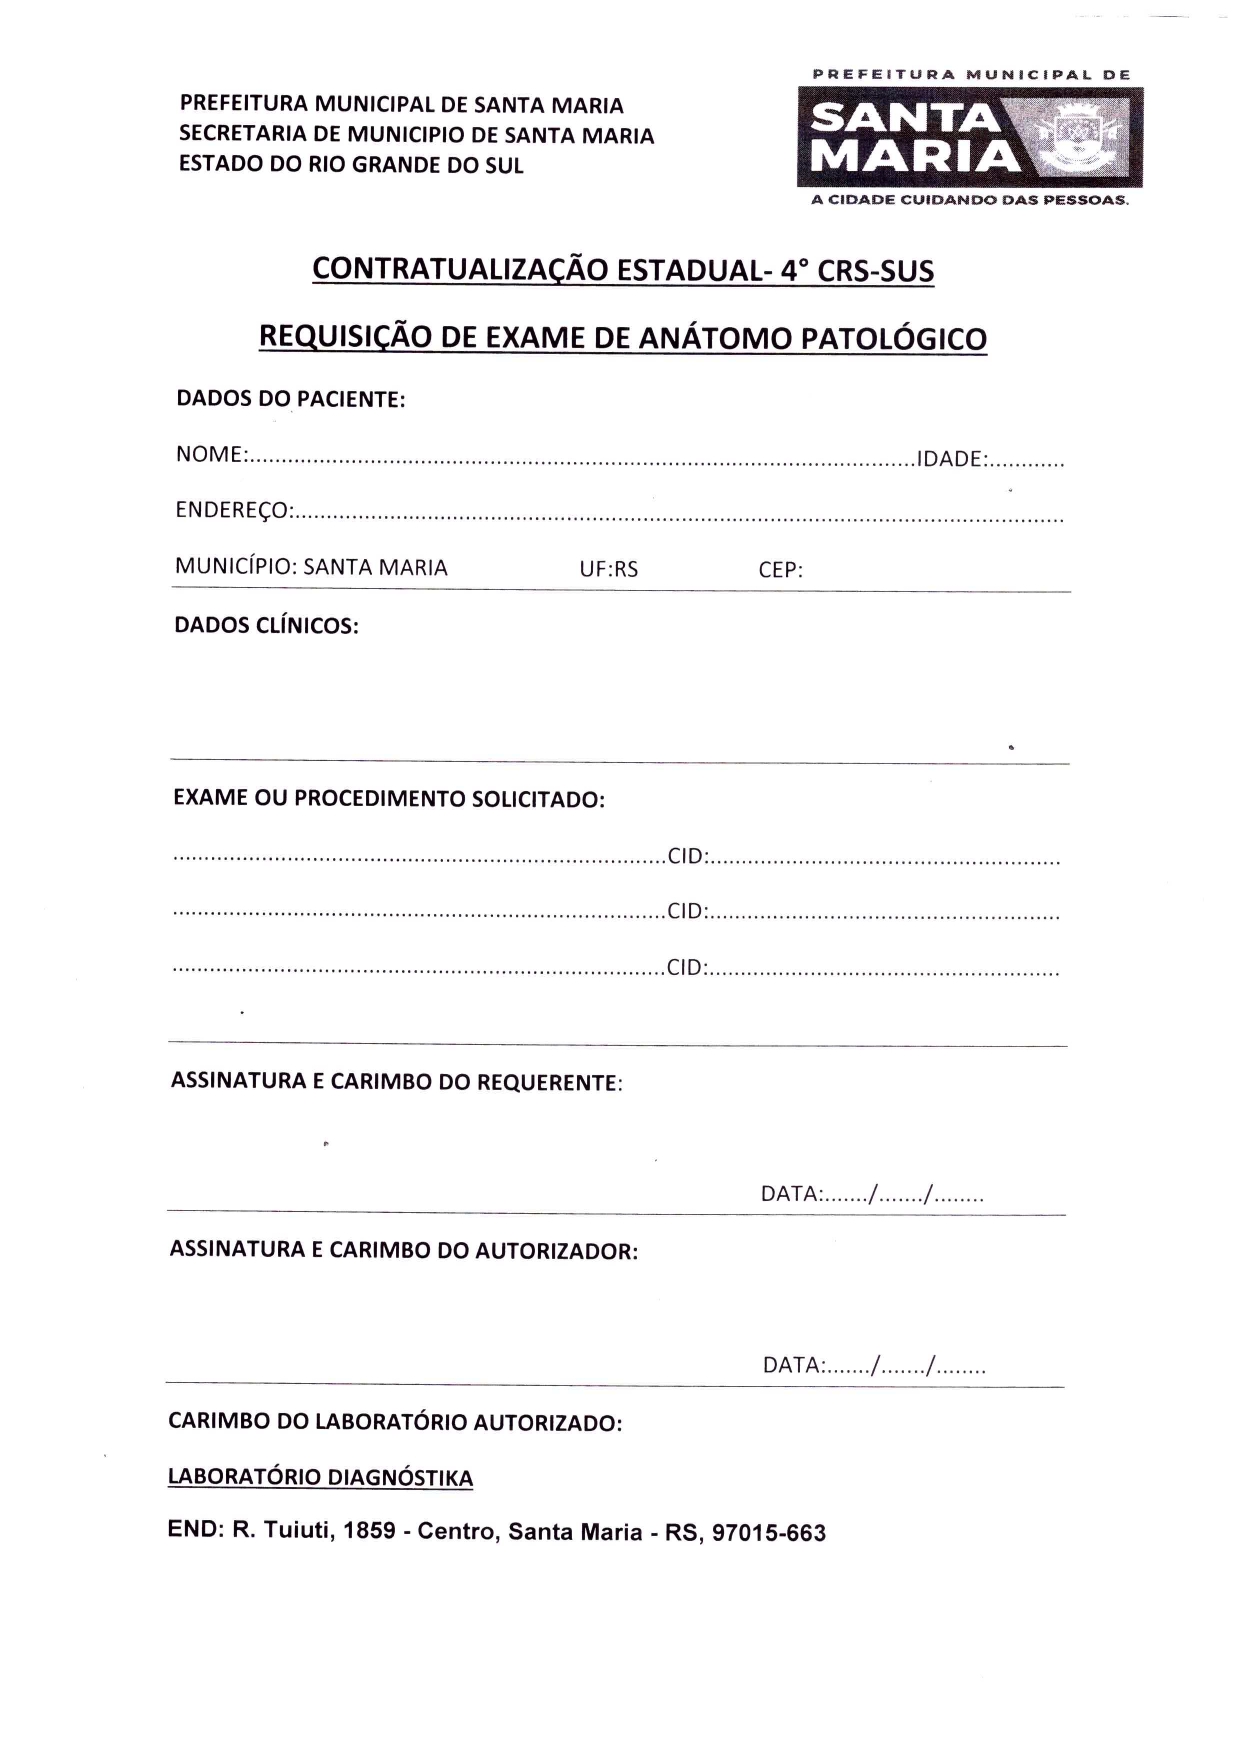 PREFEITURA MUNICIPAL DE SANTA MARIA
SECRETARIA DE MUNICIPIO DE SANTA MARIA
ESTADO DO RIO GRANDE DO SUL
PREFEITURA MUNICIPAL DE
SANTA
MARIA
A CIDADE CUIDANDO DAS PESSOAS.
CONTRATUALIZAÇÃO ESTADUAL- 4° CRS-SUS
REQUISIÇÃO DE EXAME DE ANÁTOMO PATOLÓGICO
DADOS DO PACIENTE:
NOME:..........................................................................................................IDADE:............
ENDEREÇO:..........................................................................................................................
MUNICÍPIO: SANTA MARIA UF:RS CEP:
DADOS CLÍNICOS:
EXAME OU PROCEDIMENTO SOLICITADO:
..............................................................................CID:........................................................
..............................................................................CID:........................................................
..............................................................................CID:........................................................
ASSINATURA E CARIMBO DO REQUERENTE:
DATA:......./......./........
ASSINATURA E CARIMBO DO AUTORIZADOR:
DATA:......./......./........
CARIMBO DO LABORATÓRIO AUTORIZADO:
LABORATÓRIO DIAGNÓSTIKA
END: R. Tuiuti, 1859 - Centro, Santa Maria - RS, 97015-663